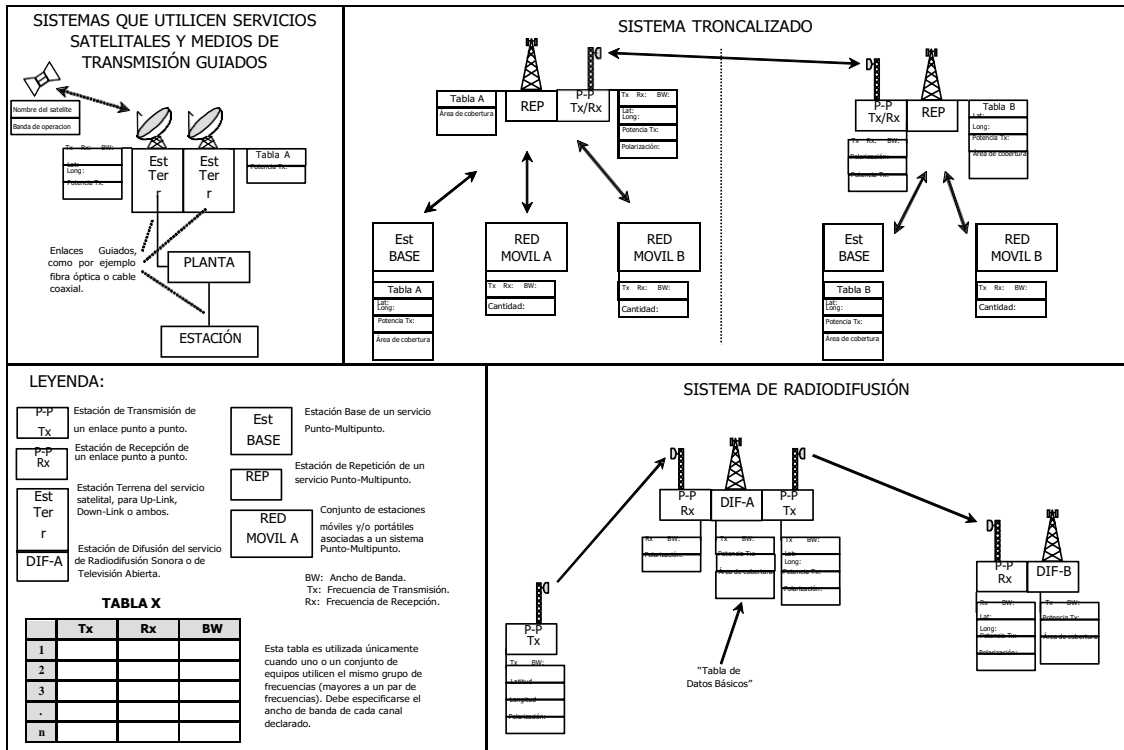 SISTEMAS QUE UTILICEN SERVICIOS
SATELITALES Y MEDIOS DE
TRANSMISIÓN GUIADOS
Nombre del satelite
Banda de operacion
Tx Rx: BW:
Lat:
Long:
Potencia Tx:
Est
Ter
r
Est
Ter
r
Tabla A
Potencia Tx:
Enlaces Guiados,
como por ejemplo
fibra óptica o cable
coaxial.
PLANTA
ESTACIÓN
SISTEMA TRONCALIZADO
Tabla A
Área de cobertura
REP
P-P
Tx/Rx
Tx Rx: BW:
Lat:
Long:
Potencia Tx:
Polarización:
P-P
Tx/Rx
REP
Tx Rx: BW:
Polarización:
Tabla B
Lat:
Long:
Potencia Tx:
Área de cobertura
Est
BASE
Tabla A
Lat:
Long:
Potencia Tx:
Área de cobertura
RED
MOVIL A
Tx Rx: BW:
Cantidad:
RED
MOVIL B
Tx Rx: BW:
Cantidad:
Est
BASE
Tabla B
Lat:
Long:
Potencia Tx:
Área de cobertura
RED
MOVIL B
Tx Rx: BW:
Cantidad:
LEYENDA:
P-P
Tx
Estación de Transmisión de
un enlace punto a punto.
P-P
Rx
Estación de Recepción de
un enlace punto a punto.
Est
Ter
r
Estación Terrena del servicio
satelital, para Up-Link,
Down-Link o ambos.
DIF-A
Estación de Difusión del servicio
de Radiodifusión Sonora o de
Televisión Abierta.
Est
BASE
Estación Base de un servicio
Punto-Multipunto.
REP
Estación de Repetición de un
servicio Punto-Multipunto.
RED
MOVIL A
Conjunto de estaciones
móviles y/o portátiles
asociadas a un sistema
Punto-Multipunto.
BW: Ancho de Banda.
Tx: Frecuencia de Transmisión.
Rx: Frecuencia de Recepción.
TABLA X
Tx Rx BW
1
2
3
.
n
Esta tabla es utilizada únicamente
cuando uno o un conjunto de
equipos utilicen el mismo grupo de
frecuencias (mayores a un par de
frecuencias). Debe especificarse el
ancho de banda de cada canal
declarado.
SISTEMA DE RADIODIFUSIÓN
P-P
Tx
Tx BW:
Latitud
Longitud
Polarización:
P-P
Rx
DIF-A
P-P
Tx
Rx BW:
Polarización:
Tx BW:
Potencia Tx:
Área de cobertura
Tx BW:
Lat:
Long:
Potencia Tx:
Polarización:
"Tabla de
Datos Básicos"
P-P
Rx
DIF-B
Rx BW:
Lat:
Long:
Potencia Tx:
Polarización:
Tx BW:
Potencia Tx:
Área de cobertura